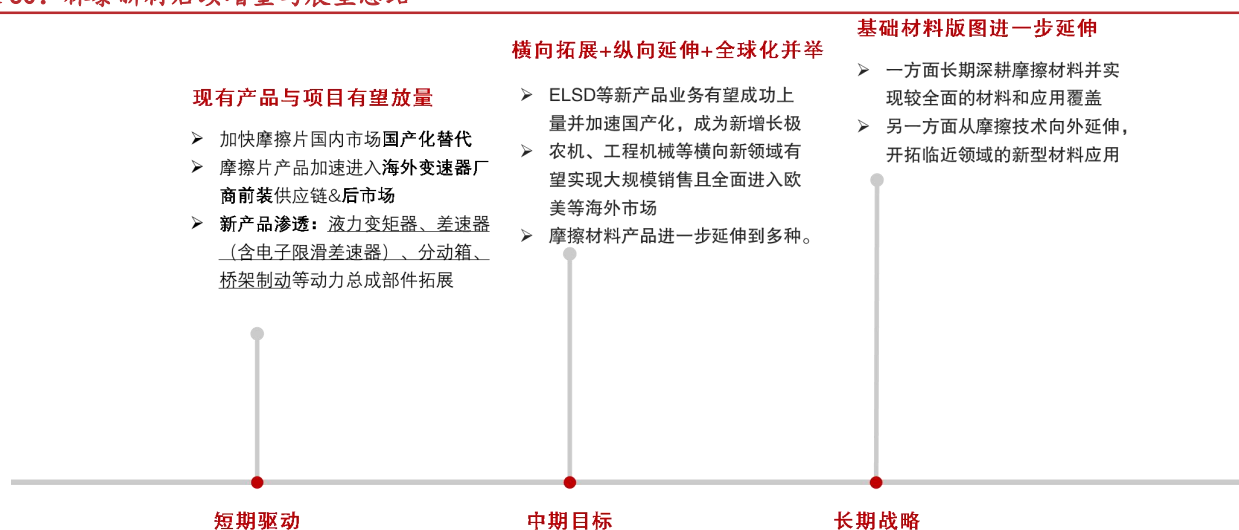 现有产品与项目有望放量
➢ 加快摩擦片国内市场国产化替代
➢ 摩擦片产品加速进入海外变速器厂
商前装供应链&后市场
➢ 新产品渗透：液力变矩器、差速器
（含电子限滑差速器）、分动箱、
桥架制动等动力总成部件拓展
短期驱动
横向拓展+纵向延伸+全球化并举
➢ ELSD等新产品业务有望成功上
量并加速国产化，成为新增长极
➢ 农机、工程机械等横向新领域有
望实现大规模销售且全面进入欧
美等海外市场
➢ 摩擦材料产品进一步延伸到多种。
中期目标
基础材料版图进一步延伸
➢ 一方面长期深耕摩擦材料并实
现较全面的材料和应用覆盖
➢ 另一方面从摩擦技术向外延伸，
开拓临近领域的新型材料应用
长期战略